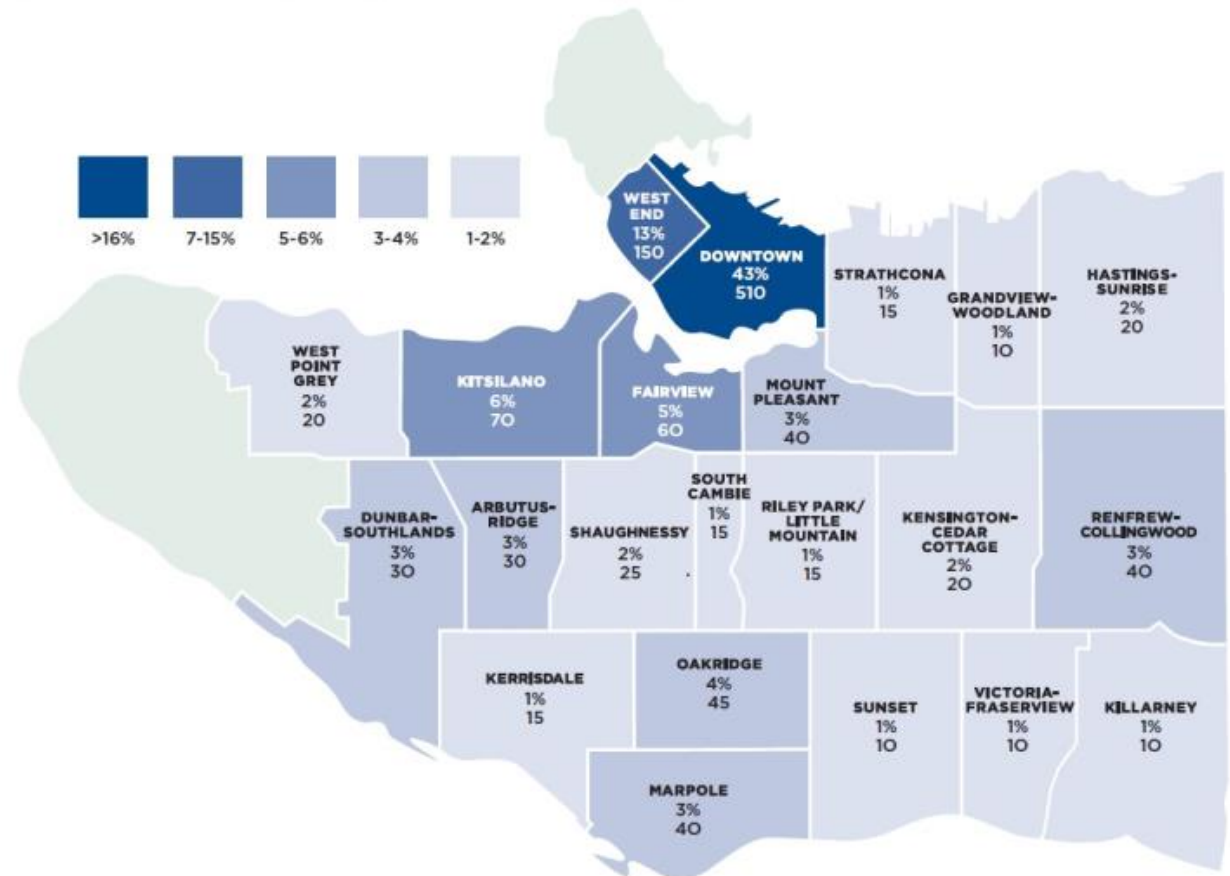 >16%
7-15%
5-6%
3-4%
1-2%
WEST
END
13%
150
DOWNTOWN
43%
510
STRATHCONA
1%
15
GRANDVIEW-
WOODLAND
1%
10
HASTINGS-
SUNRISE
2%
20
WEST
POINT
GREY
2%
20
KITSILANO
6%
70
FAIRVIEW
5%
60
MOUNT
PLEASANT
3%
40
DUNBAR-
SOUTHLANDS
3%
30
ARBUTUS-
RIDGE
3%
30
SHAUGHNESSY
2%
25
SOUTH
CAMBIE
1%
15
RILEY PARK/
LITTLE
MOUNTAIN
1%
15
KENSINGTON-
CEDAR
COTTAGE
2%
20
RENFREW-
COLLINGWOOD
3%
40
KERRISDALE
1%
15
OAKRIDGE
4%
45
SUNSET
1%
10
VICTORIA-
FRASERVIEW
1%
10
KILLARNEY
1%
10
MARPOLE
3%
40